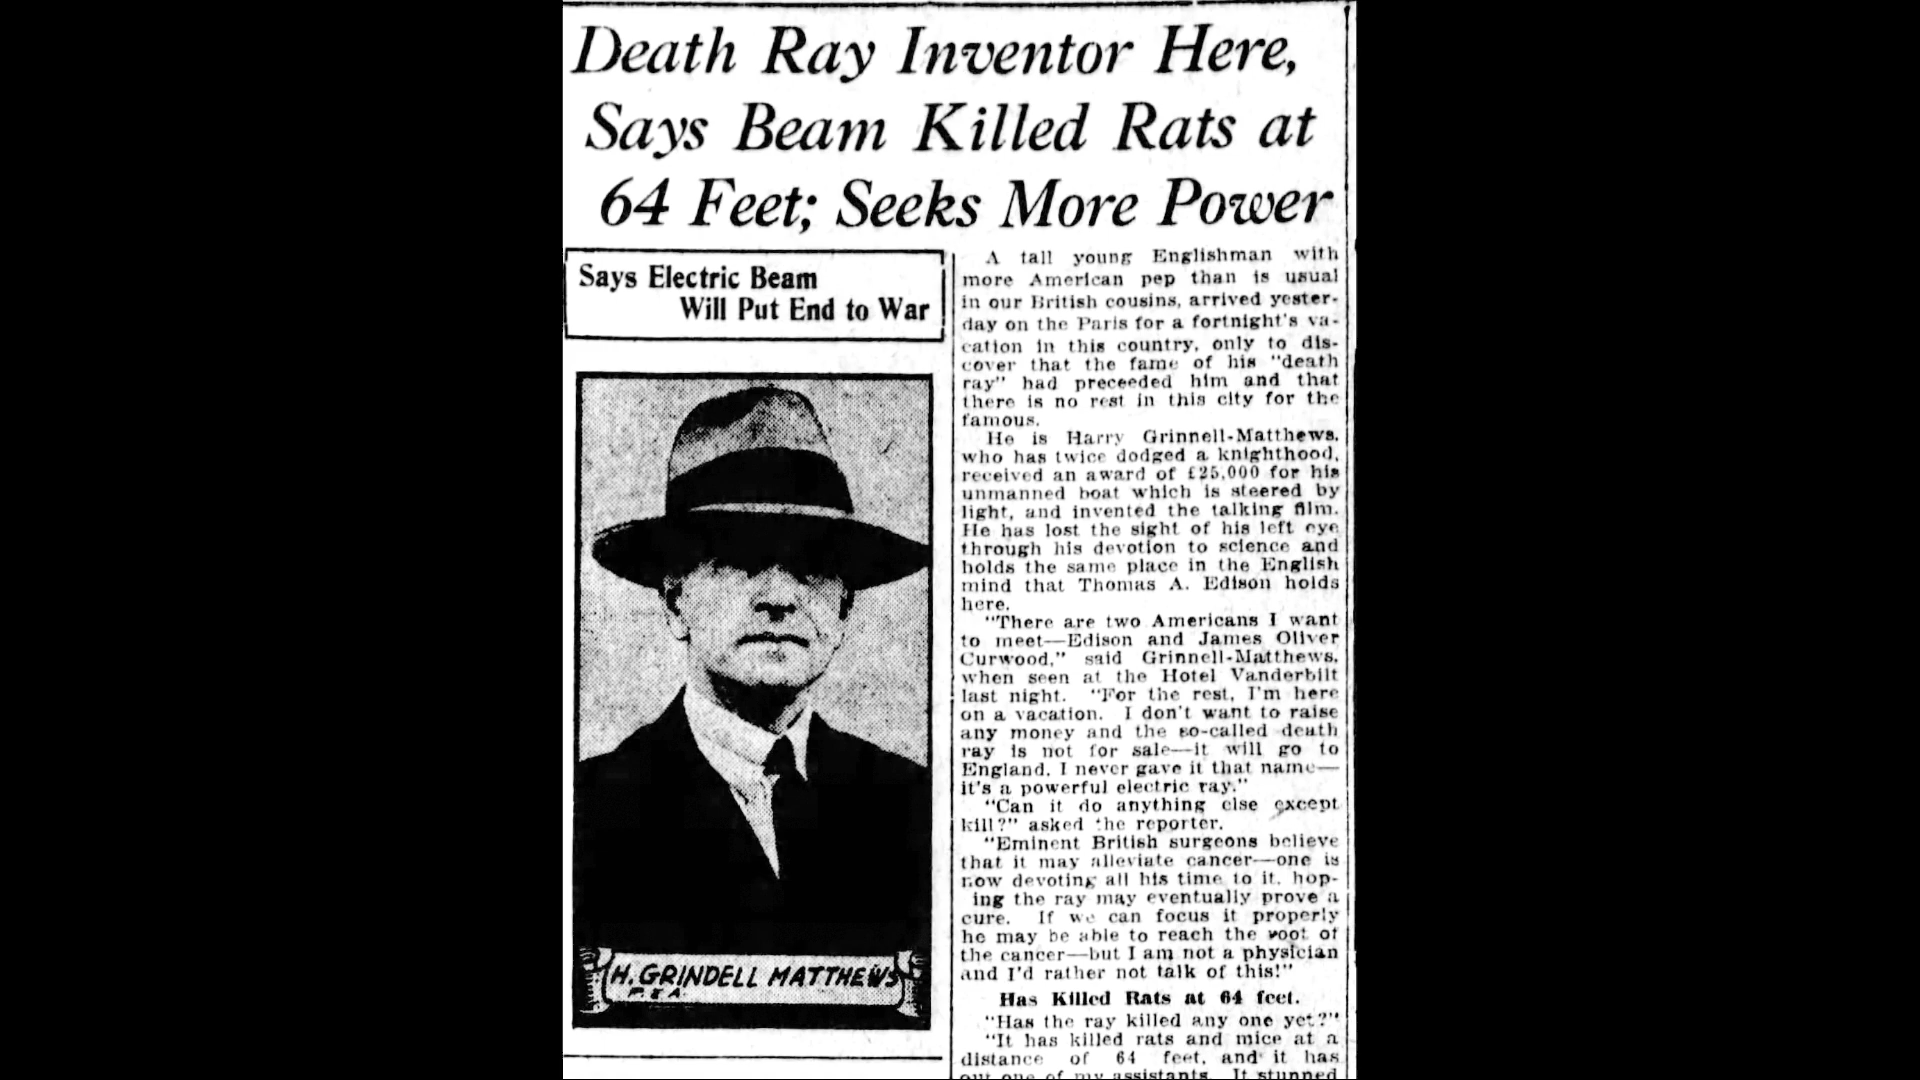 Death Ray Inventor Here,
Says Beam Killed Rats at
64 Feet; Seeks More Power
Says Electric Beam
Will Put End to War
H. GRINDELL MATTHEWS
P. & A.
A tall young Englishman with
more American pep than is usual
in our British cousins, arrived yester-
day on the Paris for a fortnight's va-
cation in this country, only to dis-
cover that the fame of his "death
ray" had preceeded him and that
there is no rest in this city for the
famous.
He is Harry Grinnell-Matthews,
who has twice dodged a knighthood,
received an award of £25,000 for his
unmanned boat which is steered by
light, and invented the talking film.
He has lost the sight of his left eye
through his devotion to science and
holds the same place in the English
mind that Thomas A. Edison holds
here.
"There are two Americans I want
to meet—Edison and James Oliver
Curwood," said Grinnell-Matthews,
when seen at the Hotel Vanderbilt
last night. "For the rest, I'm here
on a vacation. I don't want to raise
any money and the so-called death
ray is not for sale—it will go to
England. I never gave it that name—
it's a powerful electric ray."
"Can it do anything else except
kill?" asked the reporter.
"Eminent British surgeons believe
that it may alleviate cancer—one is
now devoting all his time to it, hop-
ing the ray may eventually prove a
cure. If we can focus it properly
he may be able to reach the root of
the cancer—but I am not a physician
and I'd rather not talk of this!"
Has Killed Rats at 64 feet.
"Has the ray killed any one yet?"
"It has killed rats and mice at a
distance of 64 feet, and it has
out one of my assistants. It stunned